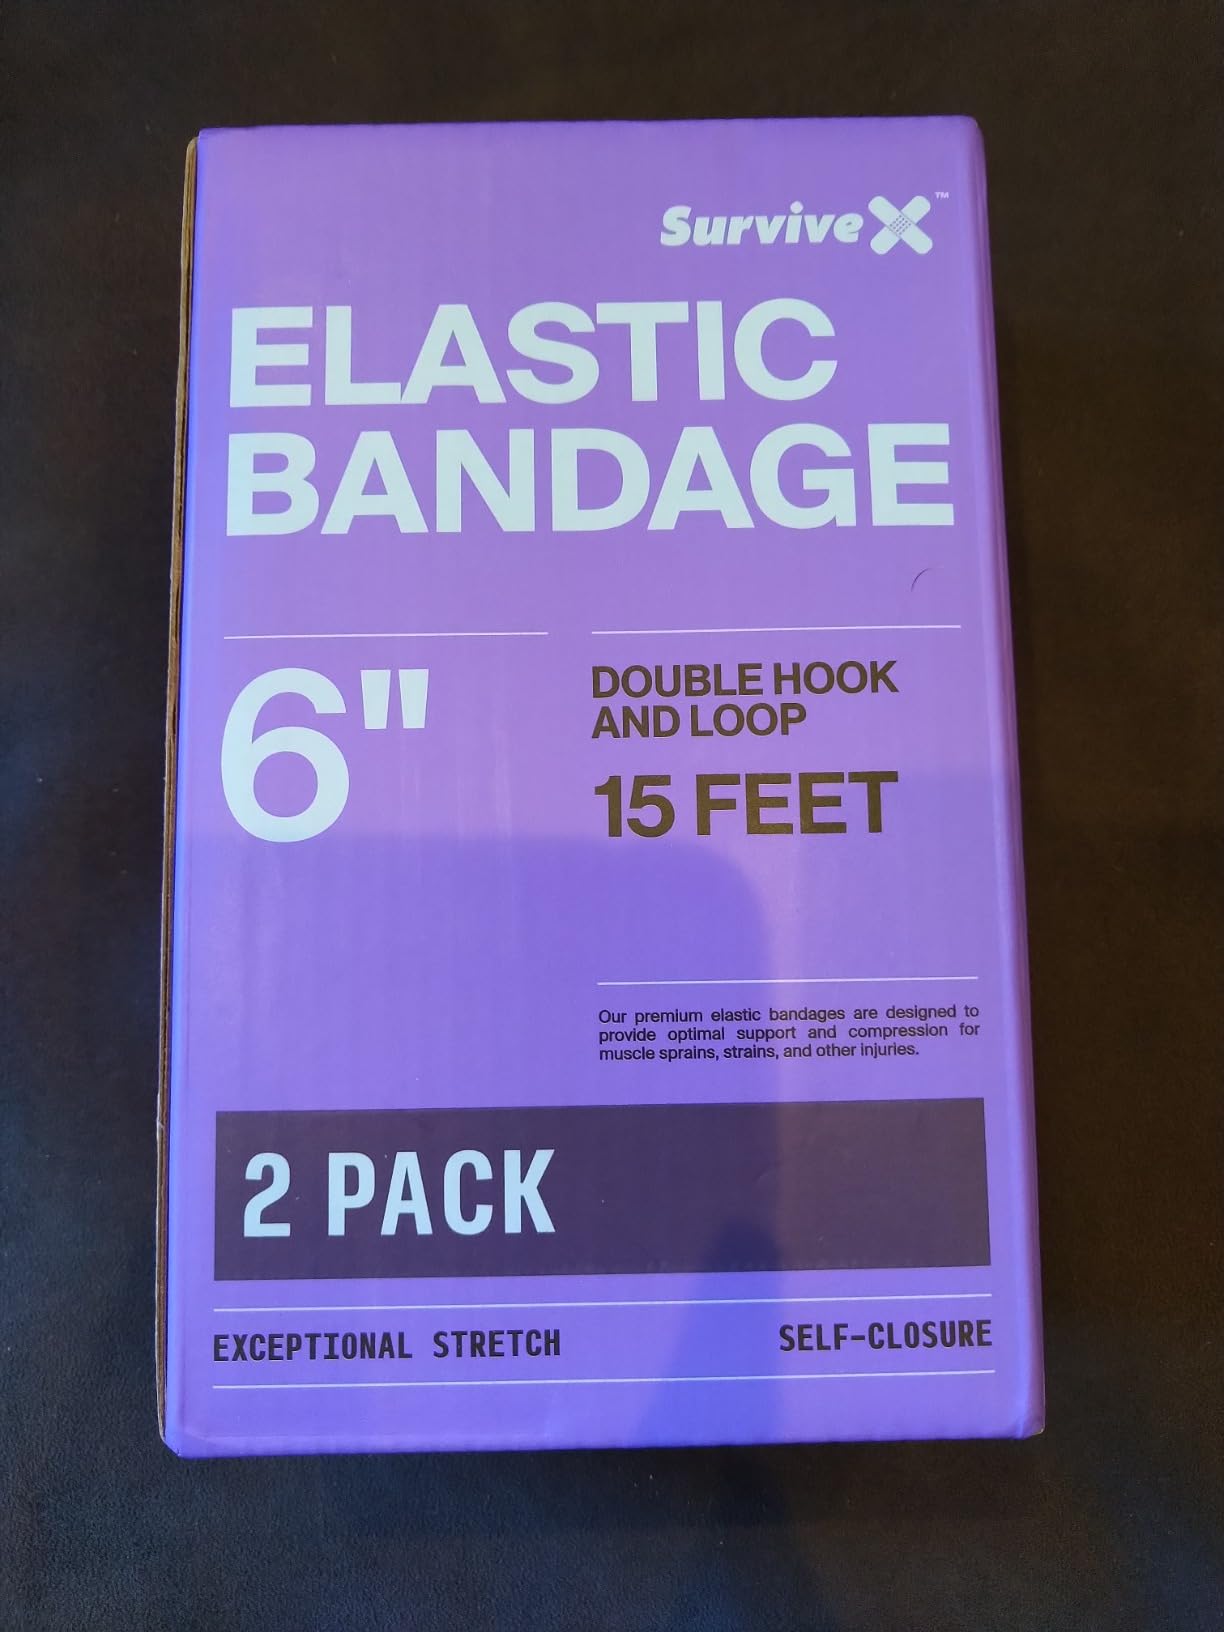 SurviveX™
ELASTIC
BANDAGE
6"
DOUBLE HOOK
AND LOOP
15 FEET
Our premium elastic bandages are designed to
provide optimal support and compression for
muscle sprains, strains, and other injuries.
2 PACK
EXCEPTIONAL STRETCH
SELF-CLOSURE